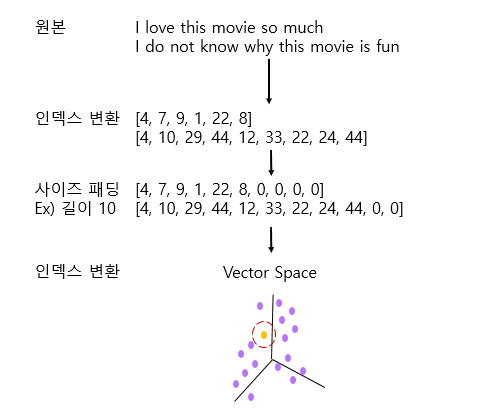 원본 I love this movie so much
I do not know why this movie is fun
인덱스 변환 [4, 7, 9, 1, 22, 8]
[4, 10, 29, 44, 12, 33, 22, 24, 44]
사이즈 패딩 [4, 7, 9, 1, 22, 8, 0, 0, 0, 0]
Ex) 길이 10 [4, 10, 29, 44, 12, 33, 22, 24, 44, 0, 0]
인덱스 변환 Vector Space